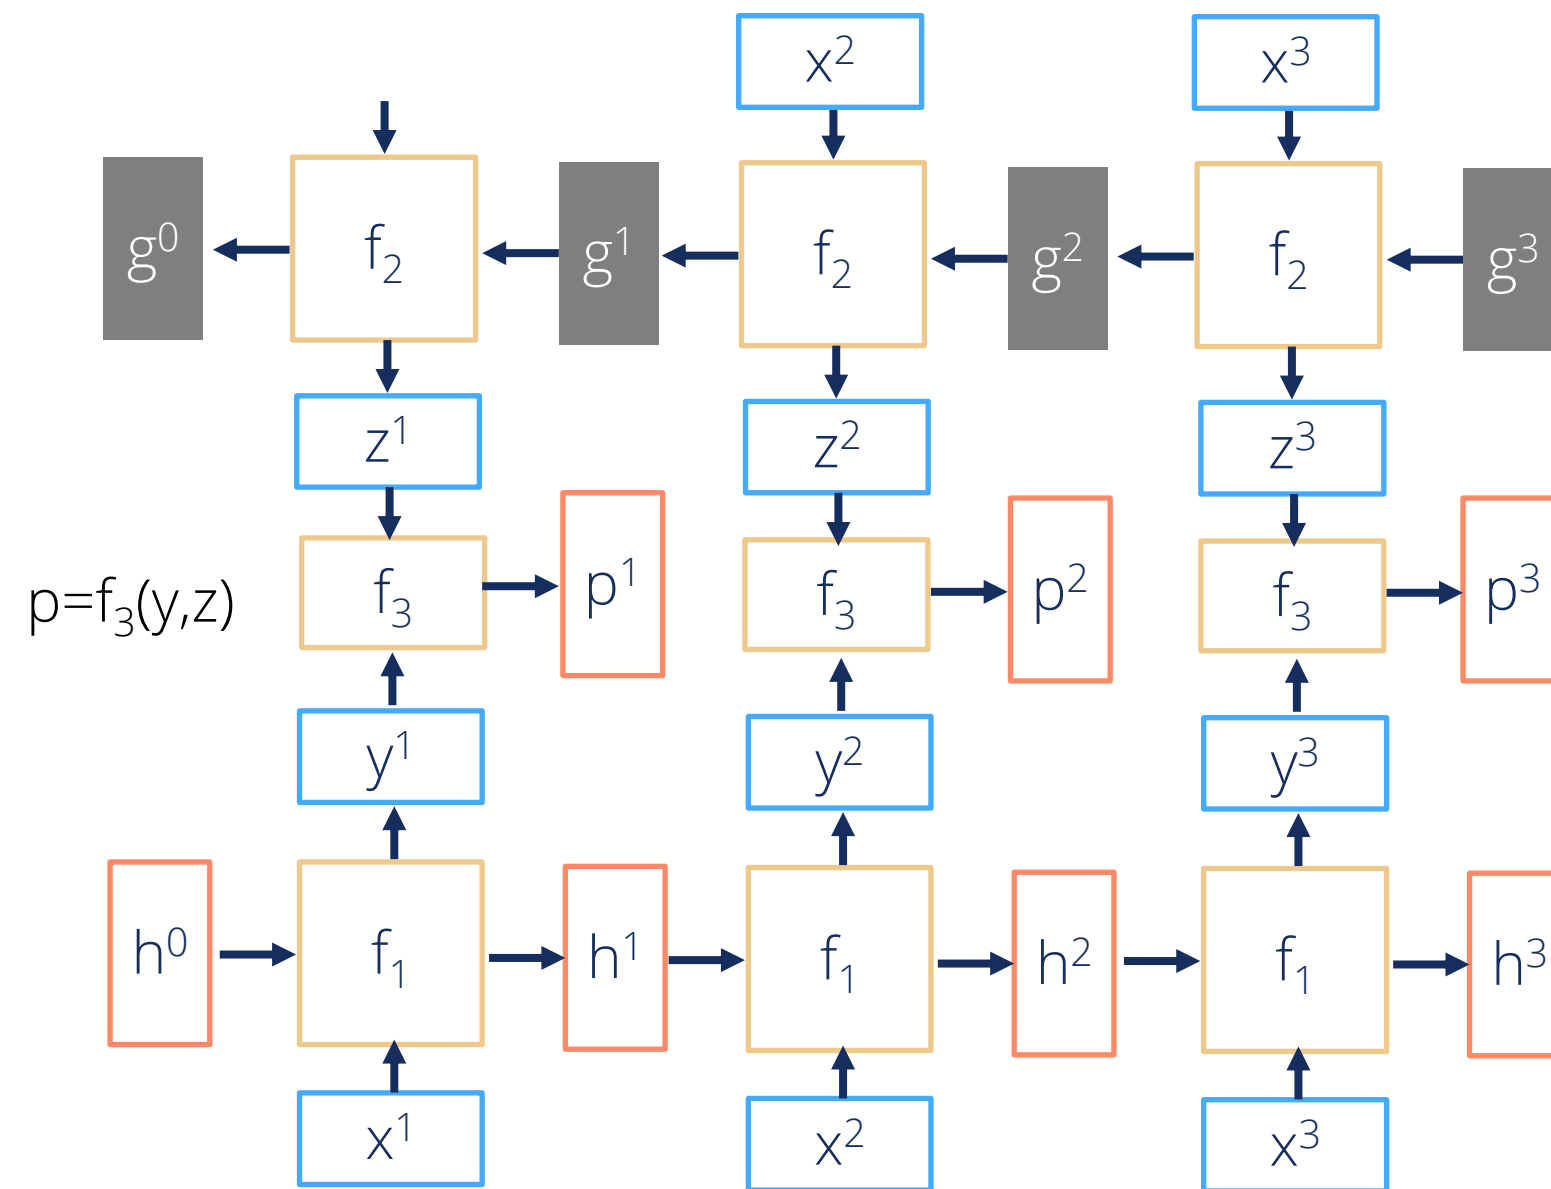 x² x³
g⁰ f₂ g¹ f₂ g² f₂ g³
z¹ z² z³
p=f₃(y,z) f₃ p¹ f₃ p² f₃ p³
y¹ y² y³
h⁰ f₁ h¹ f₁ h² f₁ h³
x¹ x² x³